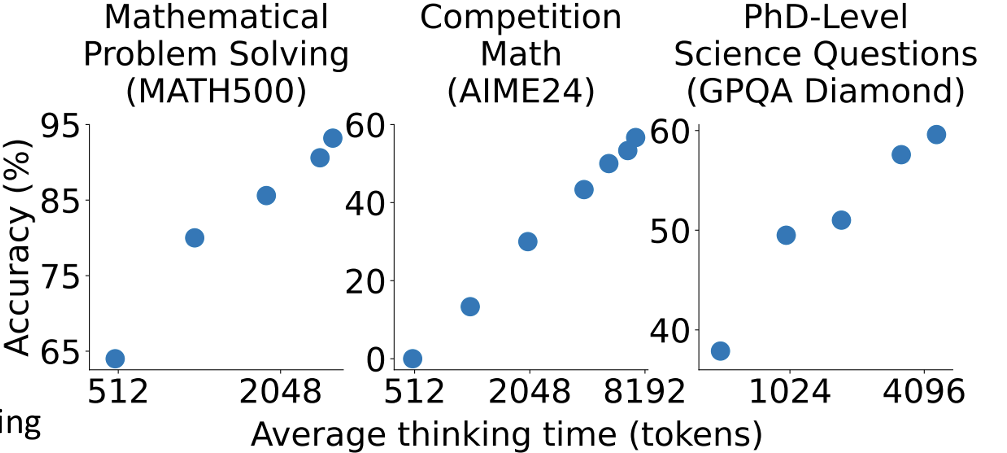 Mathematical
Problem Solving
(MATH500)
Competition
Math
(AIME24)
PhD-Level
Science Questions
(GPQA Diamond)
Accuracy (%)
95
85
75
65
512
2048
60
40
20
0
512
2048
8192
60
50
40
1024
4096
Average thinking time (tokens)
ing